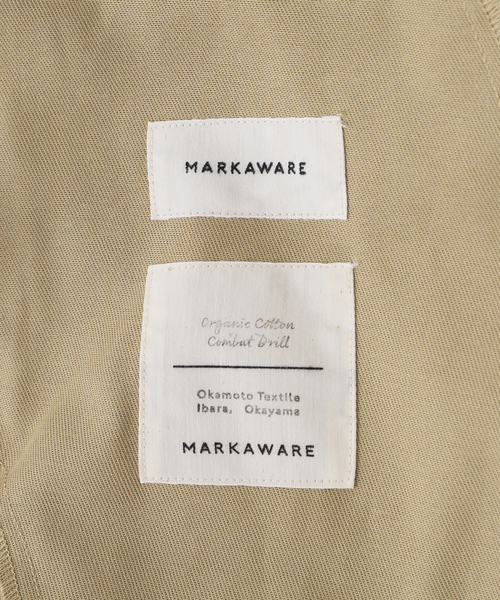 MARKAWARE
Organic Cotton
Combat Drill
Okamoto Textile
Ibara, Okayama
MARKAWARE